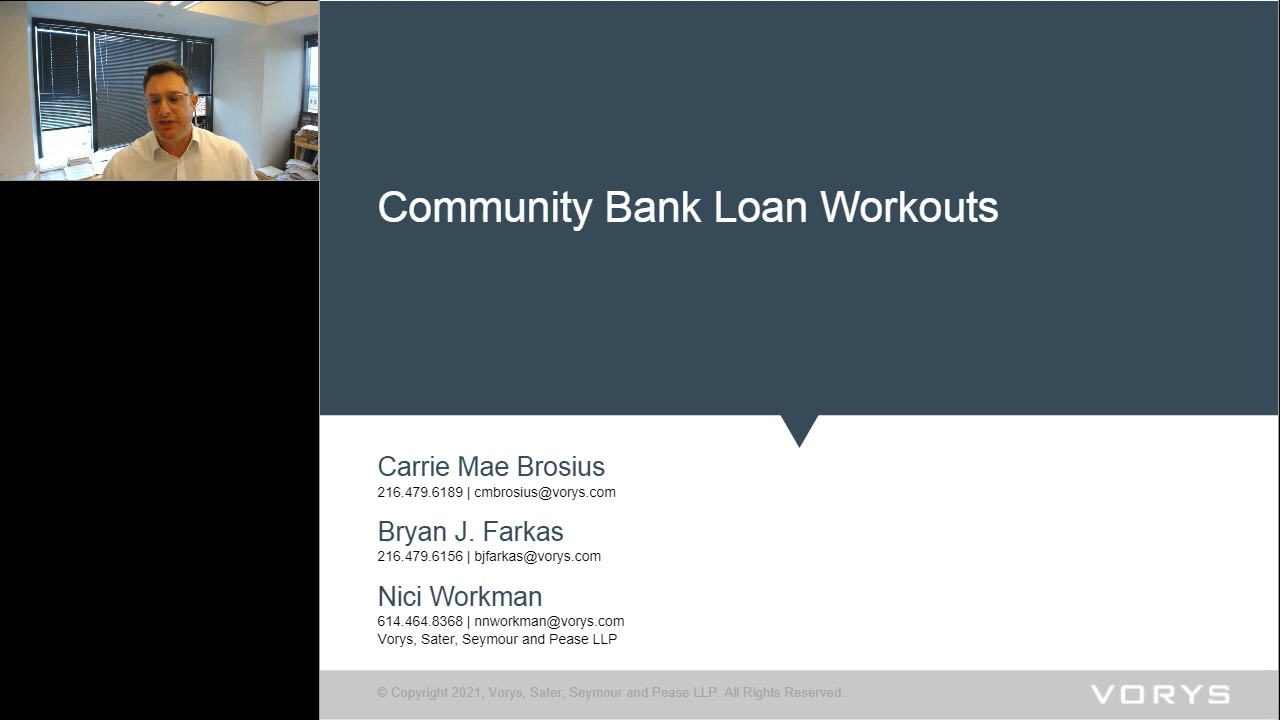 Community Bank Loan Workouts
Carrie Mae Brosius
216.479.6189 | cmbrosius@vorys.com
Bryan J. Farkas
216.479.6156 | bjfarkas@vorys.com
Nici Workman
614.464.8368 | nnworkman@vorys.com
Vorys, Sater, Seymour and Pease LLP
© Copyright 2021, Vorys, Sater, Seymour and Pease LLP. All Rights Reserved.
VORYS